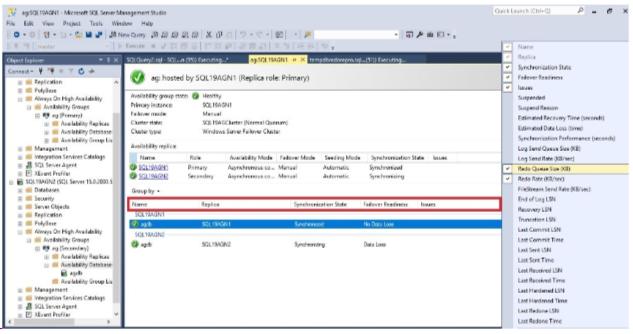 ag:SQL19AGN1 - Microsoft SQL Server Management Studio
Quick Launch (Ctrl+Q)
File Edit View Project Tools Window Help
New Query
master
Execute
Object Explorer
Connect
Replication
PolyBase
Always On High Availability
Availability Groups
ag (Primary)
Availability Replicas
Availability Database
Availability Group Lis
Management
Integration Services Catalogs
SQL Server Agent
XEvent Profiler
SQL19AGN2 (SQL Server 15.0.2000.5
Databases
Security
Server Objects
Replication
PolyBase
Always On High Availability
Availability Groups
ag (Secondary)
Availability Replicas
Availability Database
agdb
Availability Group Lis
Management
Integration Services Catalogs
SQL Server Agent
XEvent Profiler
ag:SQL19AGN1
ag: hosted by SQL19AGN1 (Replica role: Primary)
Availability group state: Healthy
Primary instance: SQL19AGN1
Failover mode: Manual
Cluster state: SQL19AGCluster (Normal Quorum)
Cluster type: Windows Server Failover Cluster
Availability replica:
Name Role Availability Mode Failover Mode Seeding Mode Synchronization State Issues
SQL19AGN1 Primary Asynchronous co... Manual Automatic Synchronized
SQL19AGN2 Secondary Asynchronous co... Manual Automatic Synchronizing
Group by
Name Replica Synchronization State Failover Readiness Issues
SQL19AGN1
agdb SQL19AGN1 Synchronized No Data Loss
SQL19AGN2
agdb SQL19AGN2 Synchronizing Data Loss
Name
Replica
Synchronization State
Failover Readiness
Issues
Suspended
Suspend Reason
Estimated Recovery Time (seconds)
Estimated Data Loss (time)
Synchronization Performance (seconds)
Log Send Queue Size (KB)
Log Send Rate (KB/sec)
Redo Queue Size (KB)
Redo Rate (KB/sec)
FileStream Send Rate (KB/sec)
End of Log LSN
Recovery LSN
Truncation LSN
Last Commit LSN
Last Commit Time
Last Sent LSN
Last Sent Time
Last Received LSN
Last Received Time
Last Hardened LSN
Last Hardened Time
Last Redone LSN
Last Redone Time